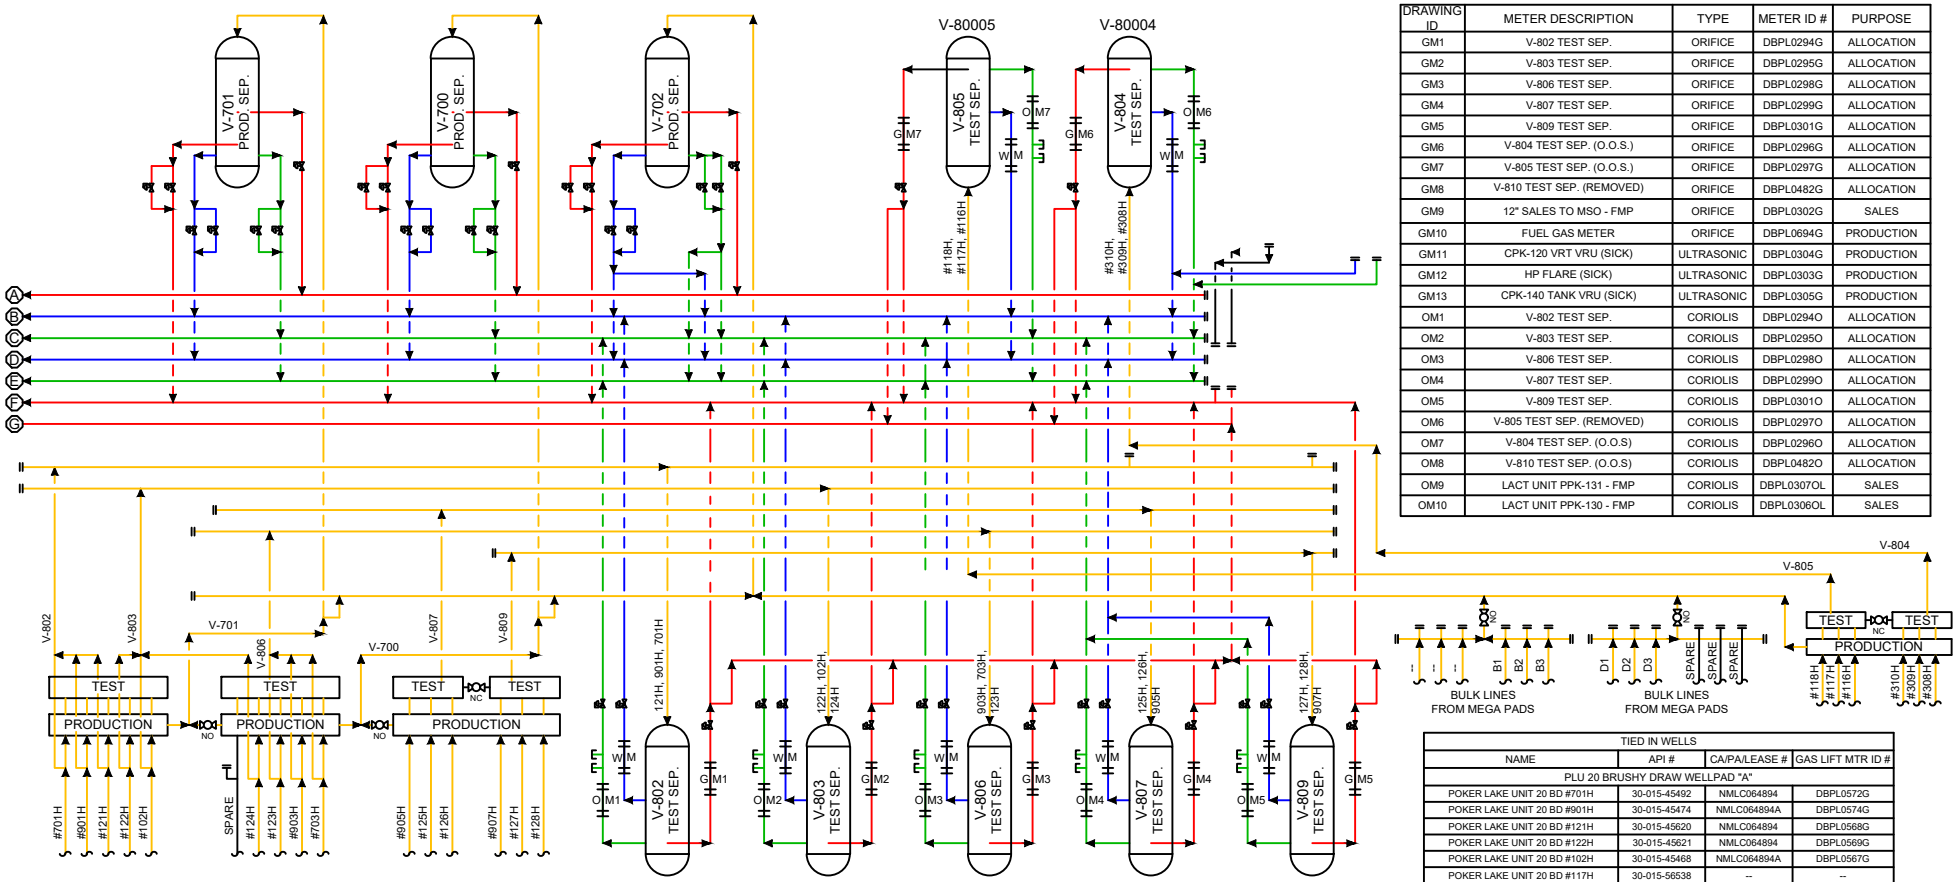 V-80005
V-80004
V-701
PROD. SEP.
V-700
PROD. SEP.
V-702
PROD. SEP.
V-805
TEST SEP.
V-804
TEST SEP.
GM7
OM7
WM
GM6
OM6
WM
#118H,
#117H, #116H
#310H,
#309H, #308H
A
B
C
D
E
F
G
DRAWING ID METER DESCRIPTION TYPE METER ID # PURPOSE
GM1 V-802 TEST SEP. ORIFICE DBPL0294G ALLOCATION
GM2 V-803 TEST SEP. ORIFICE DBPL0295G ALLOCATION
GM3 V-806 TEST SEP. ORIFICE DBPL0298G ALLOCATION
GM4 V-807 TEST SEP. ORIFICE DBPL0299G ALLOCATION
GM5 V-809 TEST SEP. ORIFICE DBPL0301G ALLOCATION
GM6 V-804 TEST SEP. (O.O.S.) ORIFICE DBPL0296G ALLOCATION
GM7 V-805 TEST SEP. (O.O.S.) ORIFICE DBPL0297G ALLOCATION
GM8 V-810 TEST SEP. (REMOVED) ORIFICE DBPL0482G ALLOCATION
GM9 12" SALES TO MSO - FMP ORIFICE DBPL0302G SALES
GM10 FUEL GAS METER ORIFICE DBPL0694G PRODUCTION
GM11 CPK-120 VRT VRU (SICK) ULTRASONIC DBPL0304G PRODUCTION
GM12 HP FLARE (SICK) ULTRASONIC DBPL0303G PRODUCTION
GM13 CPK-140 TANK VRU (SICK) ULTRASONIC DBPL0305G PRODUCTION
OM1 V-802 TEST SEP. CORIOLIS DBPL0294O ALLOCATION
OM2 V-803 TEST SEP. CORIOLIS DBPL0295O ALLOCATION
OM3 V-806 TEST SEP. CORIOLIS DBPL0298O ALLOCATION
OM4 V-807 TEST SEP. CORIOLIS DBPL0299O ALLOCATION
OM5 V-809 TEST SEP. CORIOLIS DBPL0301O ALLOCATION
OM6 V-805 TEST SEP. (REMOVED) CORIOLIS DBPL0297O ALLOCATION
OM7 V-804 TEST SEP. (O.O.S) CORIOLIS DBPL0296O ALLOCATION
OM8 V-810 TEST SEP. (O.O.S) CORIOLIS DBPL0482O ALLOCATION
OM9 LACT UNIT PPK-131 - FMP CORIOLIS DBPL0307OL SALES
OM10 LACT UNIT PPK-130 - FMP CORIOLIS DBPL0306OL SALES
V-802
V-803
V-701
V-806
V-700
V-807
V-809
V-804
V-805
TEST
PRODUCTION
NO
TEST
PRODUCTION
NO
TEST
NC
TEST
PRODUCTION
#701H
#901H
#121H
#122H
#102H
SPARE
#124H
#123H
#903H
#703H
#905H
#125H
#126H
#907H
#127H
#128H
121H, 901H, 701H
122H, 102H,
124H
903H, 703H,
123H
125H, 126H,
905H
127H, 128H,
907H
V-802
TEST SEP.
OM1
WM
GM1
V-803
TEST SEP.
OM2
WM
GM2
V-806
TEST SEP.
OM3
WM
GM3
V-807
TEST SEP.
OM4
WM
GM4
V-809
TEST SEP.
OM5
WM
GM5
NO
--
--
--
B1
B2
B3
BULK LINES
FROM MEGA PADS
NO
D1
D2
D3
SPARE
SPARE
SPARE
BULK LINES
FROM MEGA PADS
TEST
NC
TEST
PRODUCTION
#118H
#117H
#116H
#310H
#309H
#308H
TIED IN WELLS
NAME API # CA/PA/LEASE # GAS LIFT MTR ID #
PLU 20 BRUSHY DRAW WELLPAD "A"
POKER LAKE UNIT 20 BD #701H 30-015-45492 NMLC064894 DBPL0572G
POKER LAKE UNIT 20 BD #901H 30-015-45474 NMLC064894A DBPL0574G
POKER LAKE UNIT 20 BD #121H 30-015-45620 NMLC064894 DBPL0568G
POKER LAKE UNIT 20 BD #122H 30-015-45621 NMLC064894 DBPL0569G
POKER LAKE UNIT 20 BD #102H 30-015-45468 NMLC064894A DBPL0567G
POKER LAKE UNIT 20 BD #117H 30-015-56538 -- --